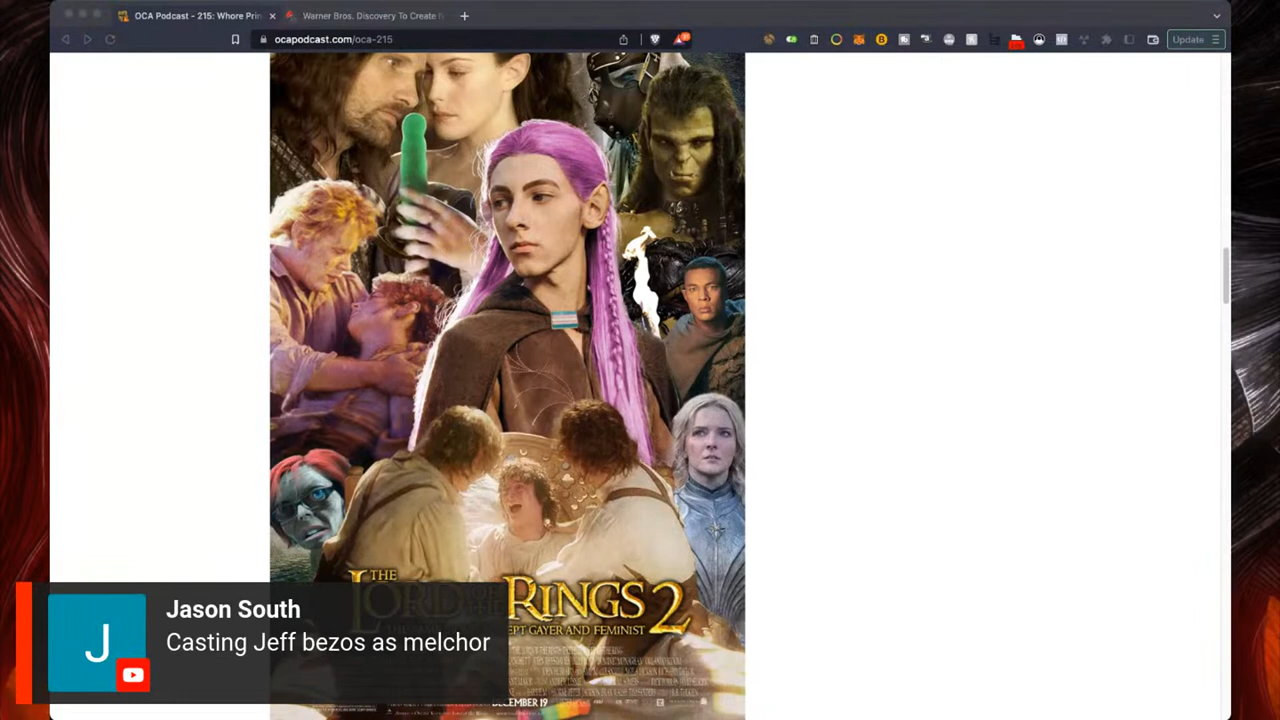 OCA Podcast - 215: Whore Prin
Warner Bros. Discovery To Create
ocapodcast.com/oca-215
Update
THE
LORD OF THE RINGS 2
EPT GAYER AND FEMINIST
DECEMBER 19
J
Jason South
Casting Jeff bezos as melchor